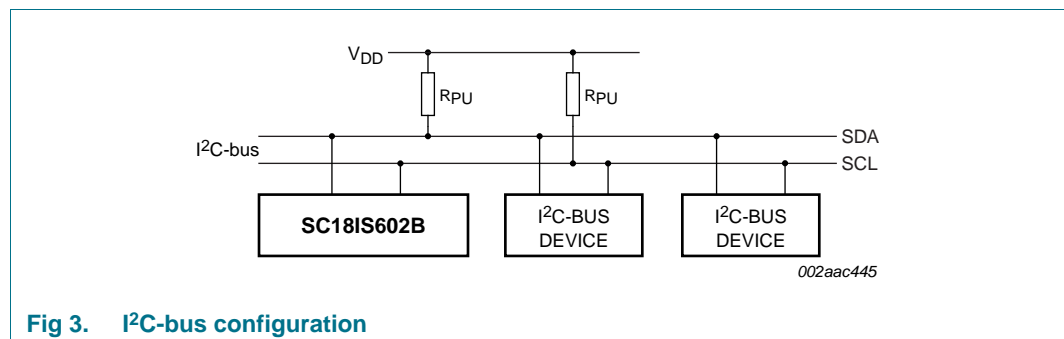 VDD
RPU RPU
SDA
I2C-bus
SCL
SC18IS602B
I2C-BUS
DEVICE
I2C-BUS
DEVICE
002aac445
Fig 3. I2C-bus configuration